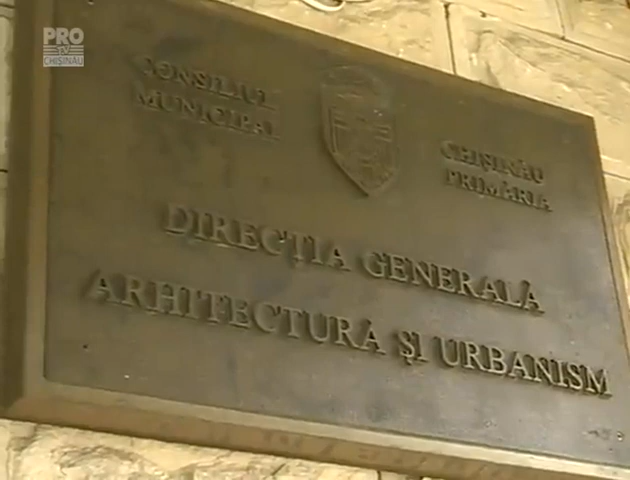 PRO
TV
CHIȘINĂU
CONSILIUL
MUNICIPAL
CHIȘINĂU
PRIMĂRIA
DIRECȚIA GENERALĂ
ARHITECTURĂ ȘI URBANISM